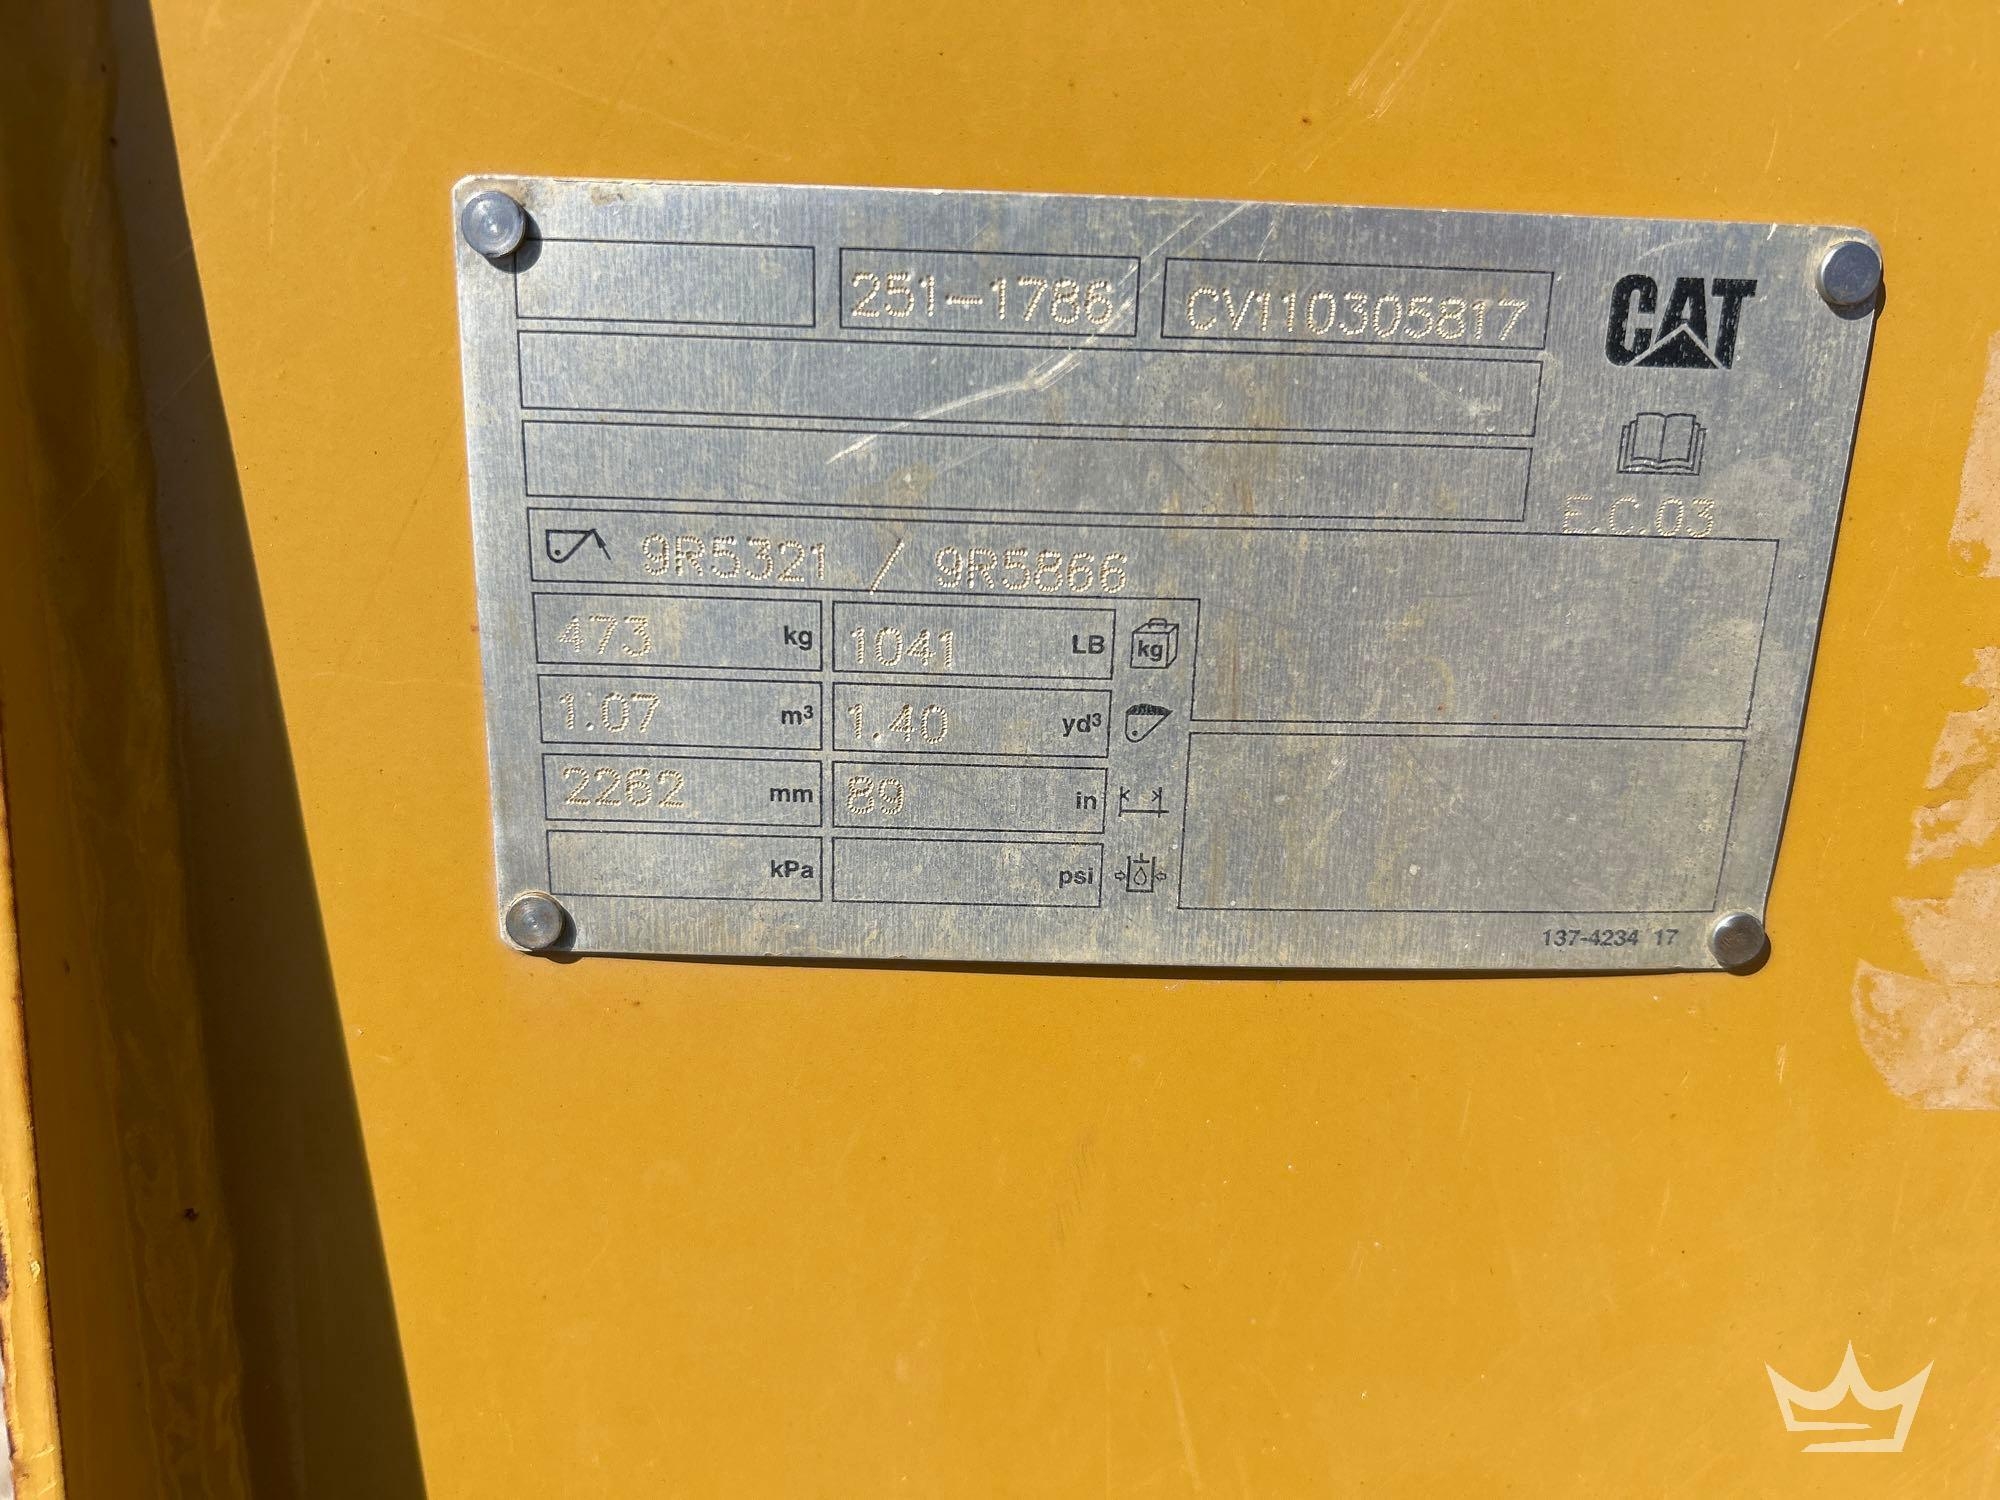 251-1786 CV110305817 CAT
E.C.03
9R5321 / 9R5866
473 kg 1041 LB kg
1.07 m³ 1.40 yd³
2262 mm 89 in
kPa psi
137-4234 17